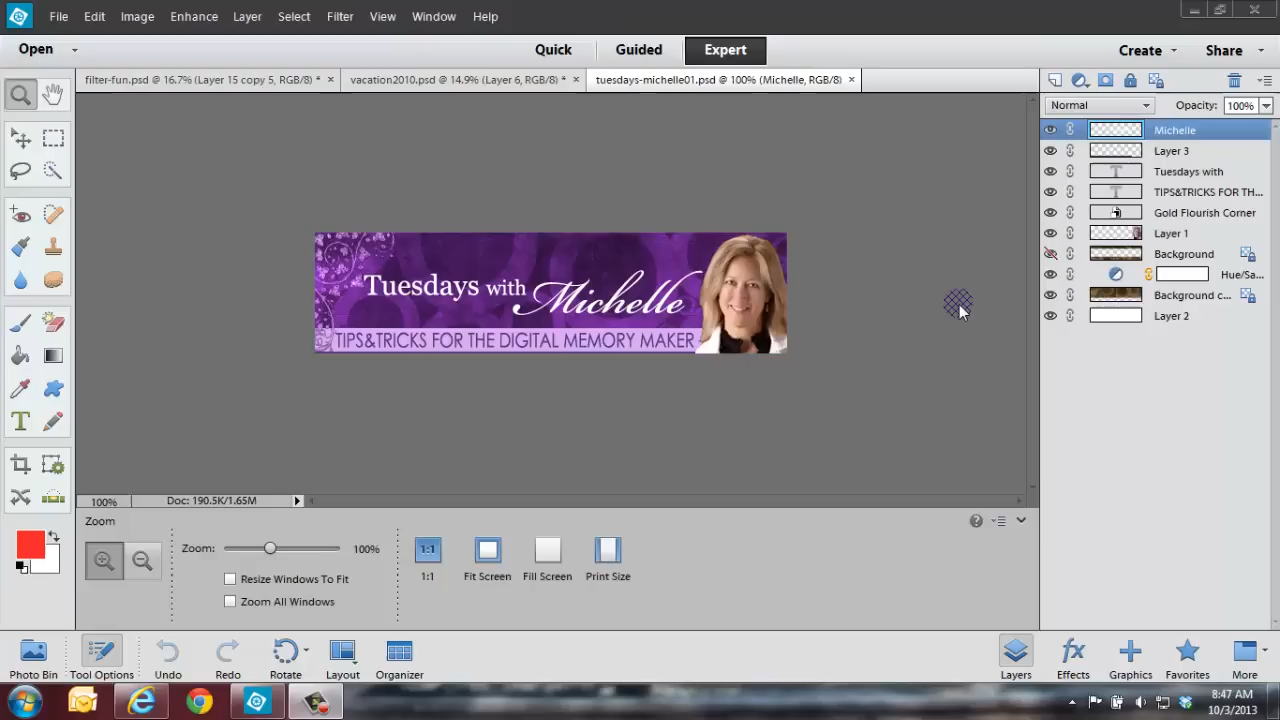 File Edit Image Enhance Layer Select Filter View Window Help
Open Quick Guided Expert Create Share
filter-fun.psd @ 16.7% (Layer 15 copy 5, RGB/8) * × vacation2010.psd @ 14.9% (Layer 6, RGB/8) * × tuesdays-michelle01.psd @ 100% (Michelle, RGB/8) ×
Normal Opacity: 100%
Michelle
Layer 3
T Tuesdays with
T TIPS&TRICKS FOR TH...
Gold Flourish Corner
Layer 1
Background
Hue/Sa...
Background c...
Layer 2
Tuesdays with Michelle
TIPS&TRICKS FOR THE DIGITAL MEMORY MAKER
100% Doc: 190.5K/1.65M
Zoom
Zoom: 100%
Resize Windows To Fit
Zoom All Windows
1:1
1:1 Fit Screen Fill Screen Print Size
Photo Bin Tool Options Undo Redo Rotate Layout Organizer Layers Effects Graphics Favorites More
fx
8:47 AM
10/3/2013